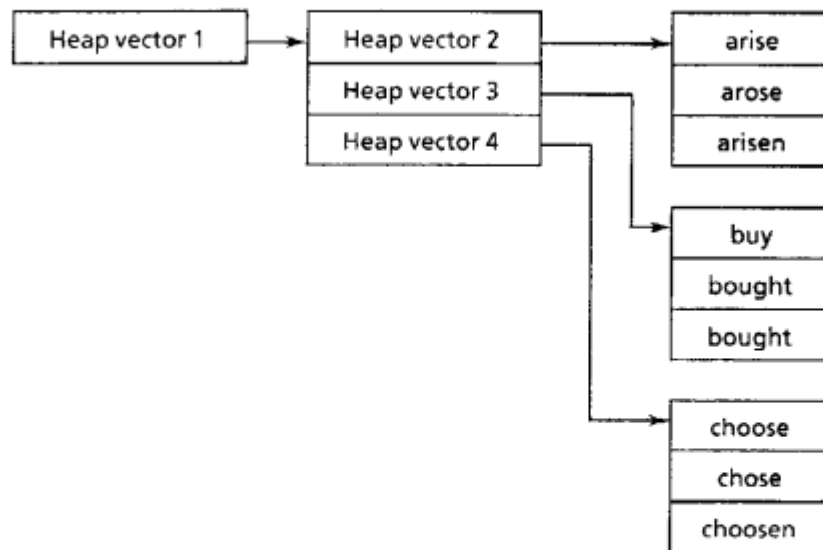 Heap vector 1
Heap vector 2
Heap vector 3
Heap vector 4
arise
arose
arisen
buy
bought
bought
choose
chose
choosen